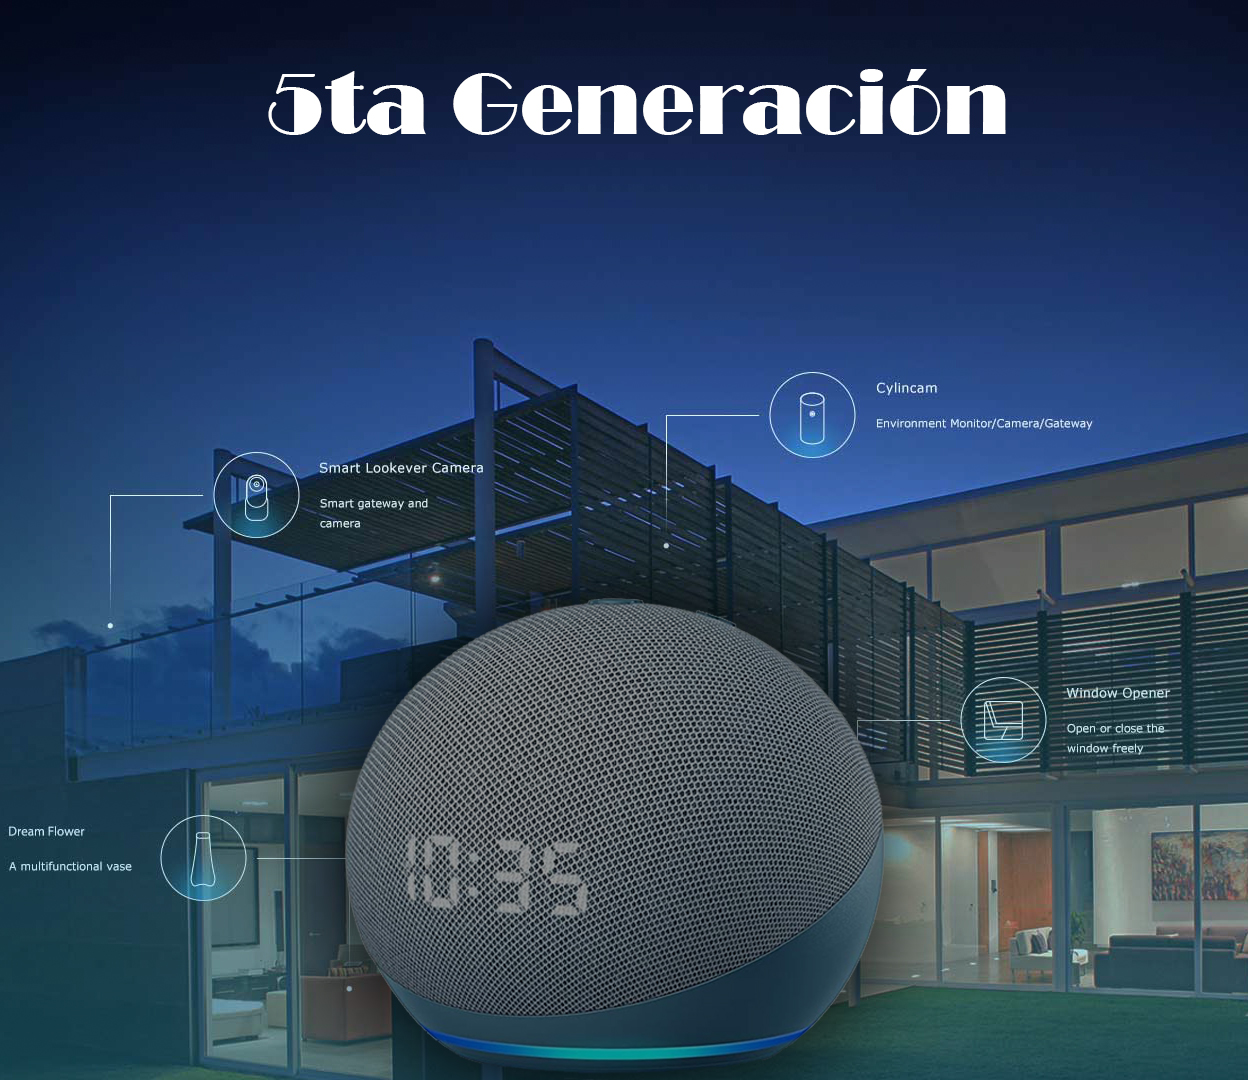 5ta Generación
Cylincam
Environment Monitor/Camera/Gateway
Smart Lookever Camera
Smart gateway and
camera
Window Opener
Open or close the
window freely
Dream Flower
A multifunctional vase
10:35